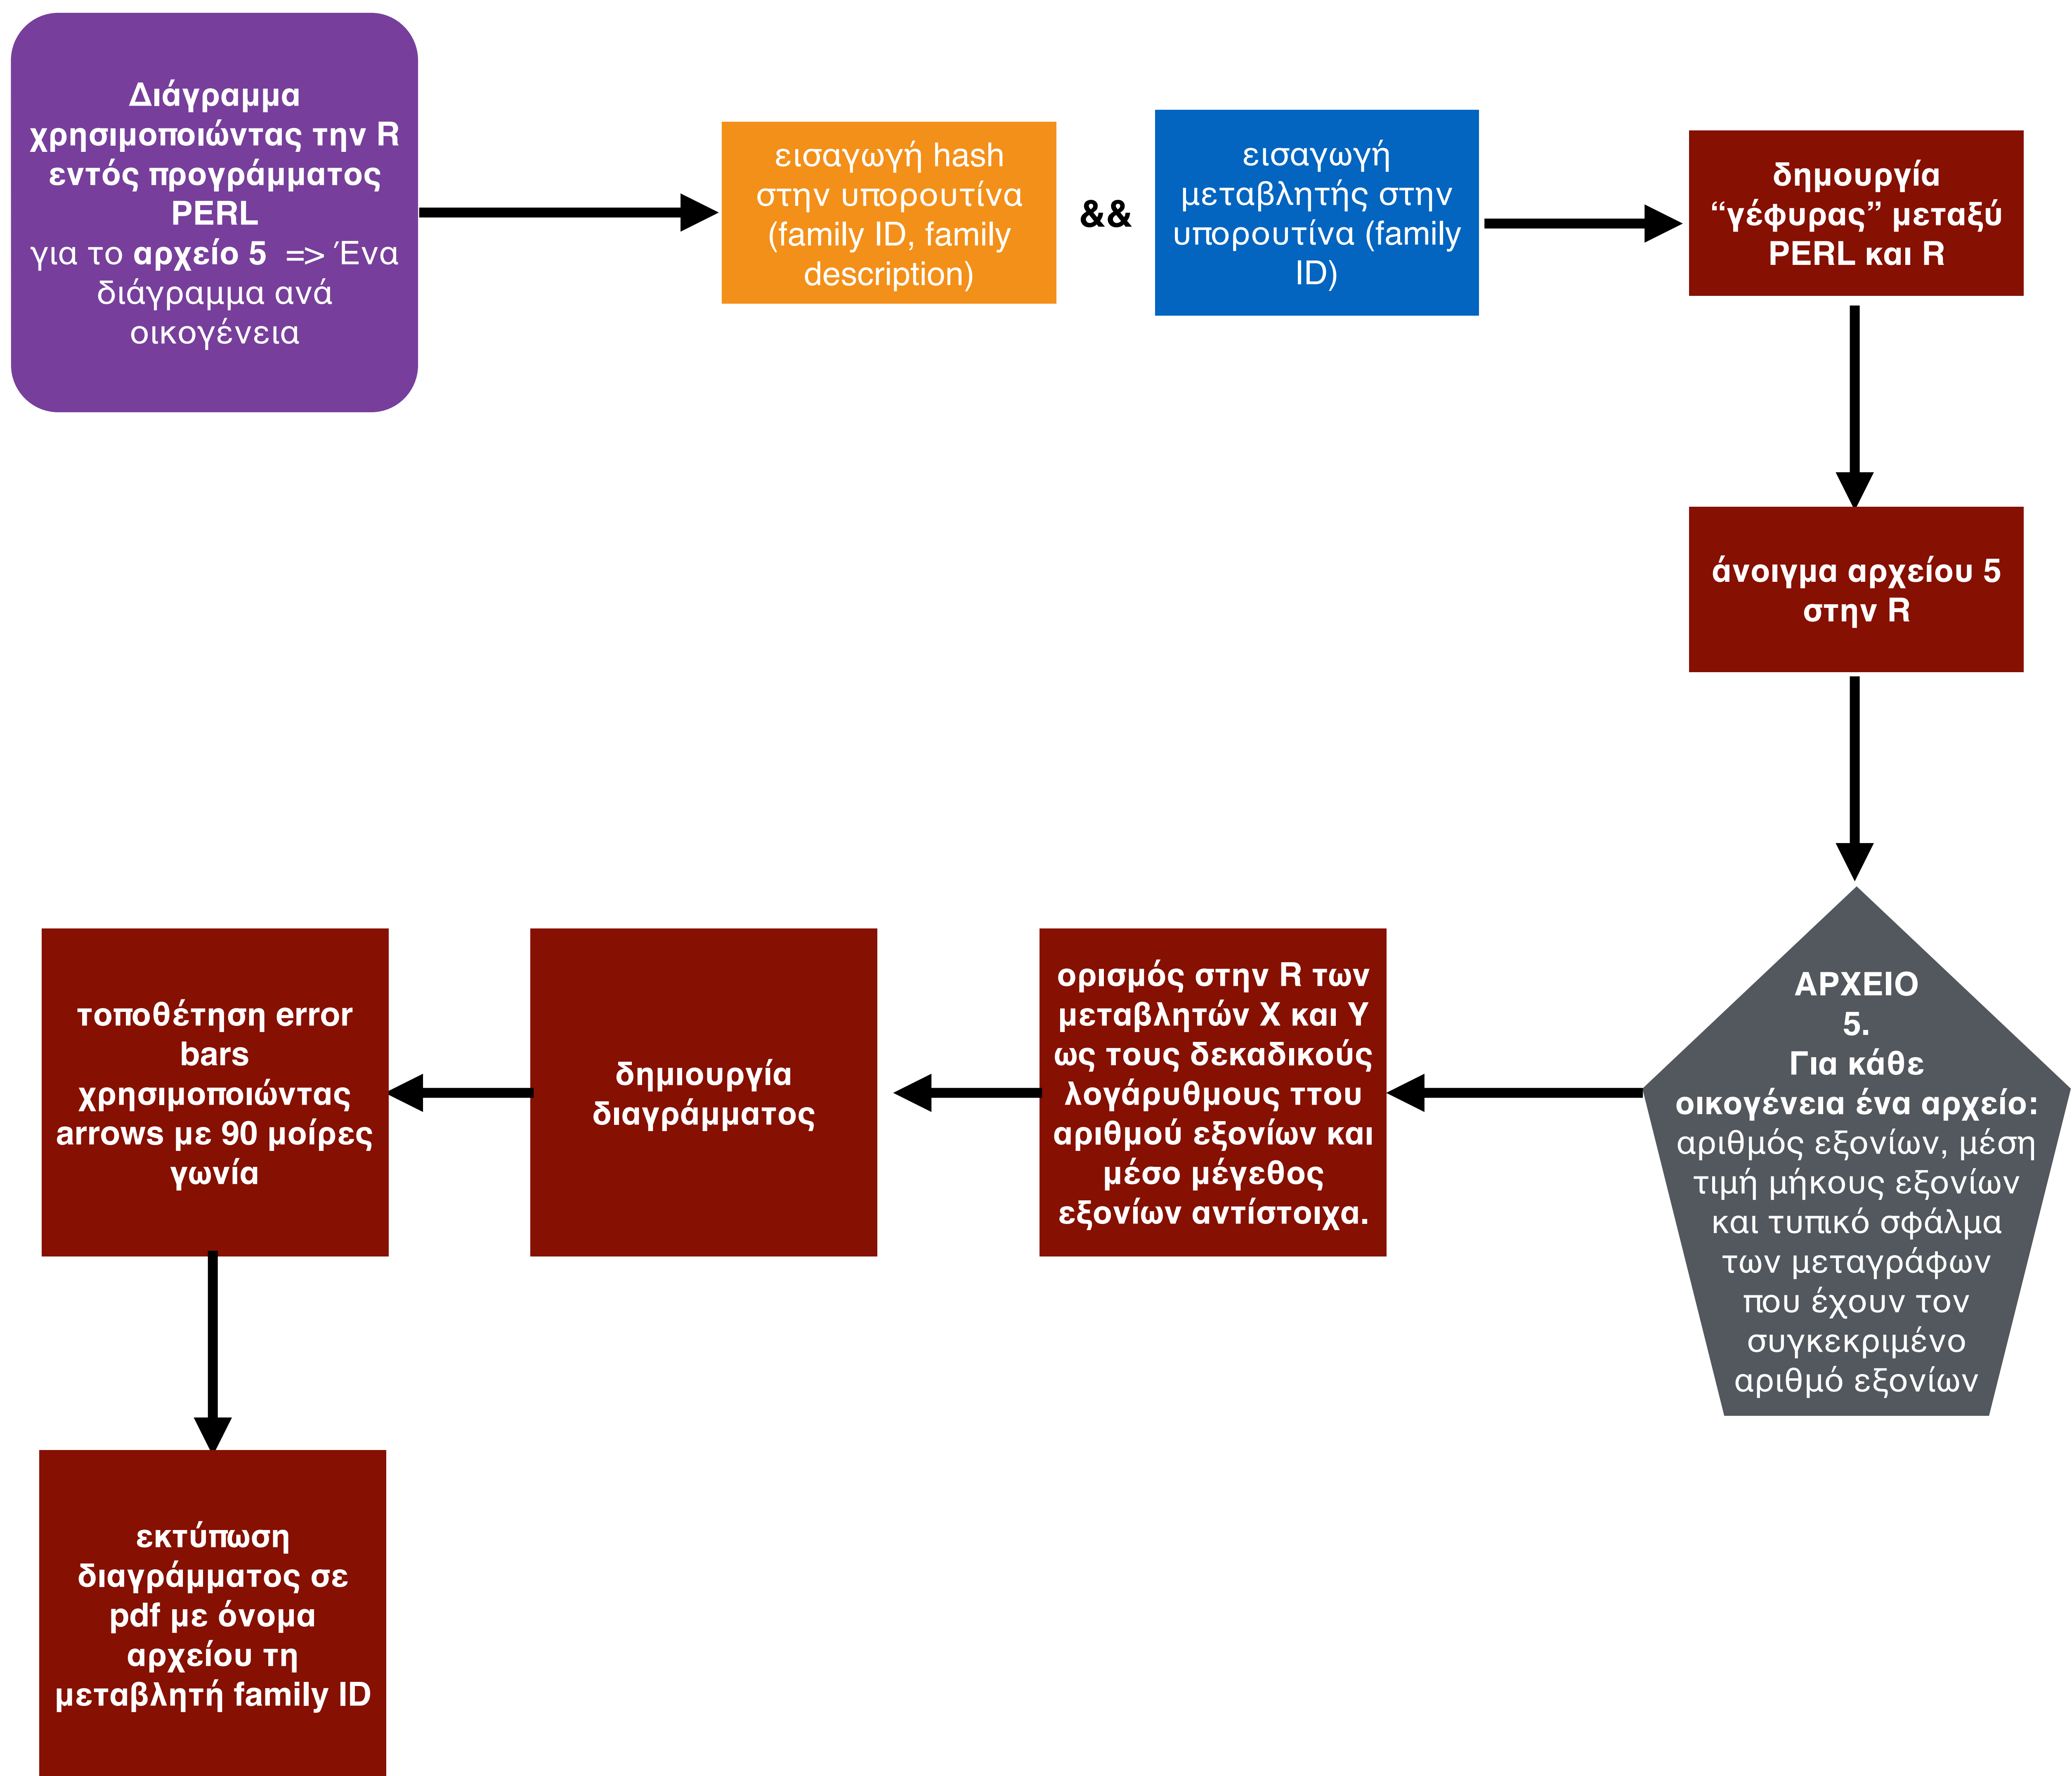 Διάγραμμα
χρησιμοποιώντας την R
εντός προγράμματος
PERL
για το αρχείο 5 => Ένα
διάγραμμα ανά
οικογένεια
εισαγωγή hash
στην υπορουτίνα
(family ID, family
description)
&&
εισαγωγή
μεταβλητής στην
υπορουτίνα (family
ID)
δημουργία
“γέφυρας” μεταξύ
PERL και R
άνοιγμα αρχείου 5
στην R
ΑΡΧΕΙΟ
5.
Για κάθε
οικογένεια ένα αρχείο:
αριθμός εξονίων, μέση
τιμή μήκους εξονίων
και τυπικό σφάλμα
των μεταγράφων
που έχουν τον
συγκεκριμένο
αριθμό εξονίων
ορισμός στην R των
μεταβλητών X και Y
ως τους δεκαδικούς
λογάρυθμους ττου
αριθμού εξονίων και
μέσο μέγεθος
εξονίων αντίστοιχα.
δημιουργία
διαγράμματος
τοποθέτηση error
bars
χρησιμοποιώντας
arrows με 90 μοίρες
γωνία
εκτύπωση
διαγράμματος σε
pdf με όνομα
αρχείου τη
μεταβλητή family ID